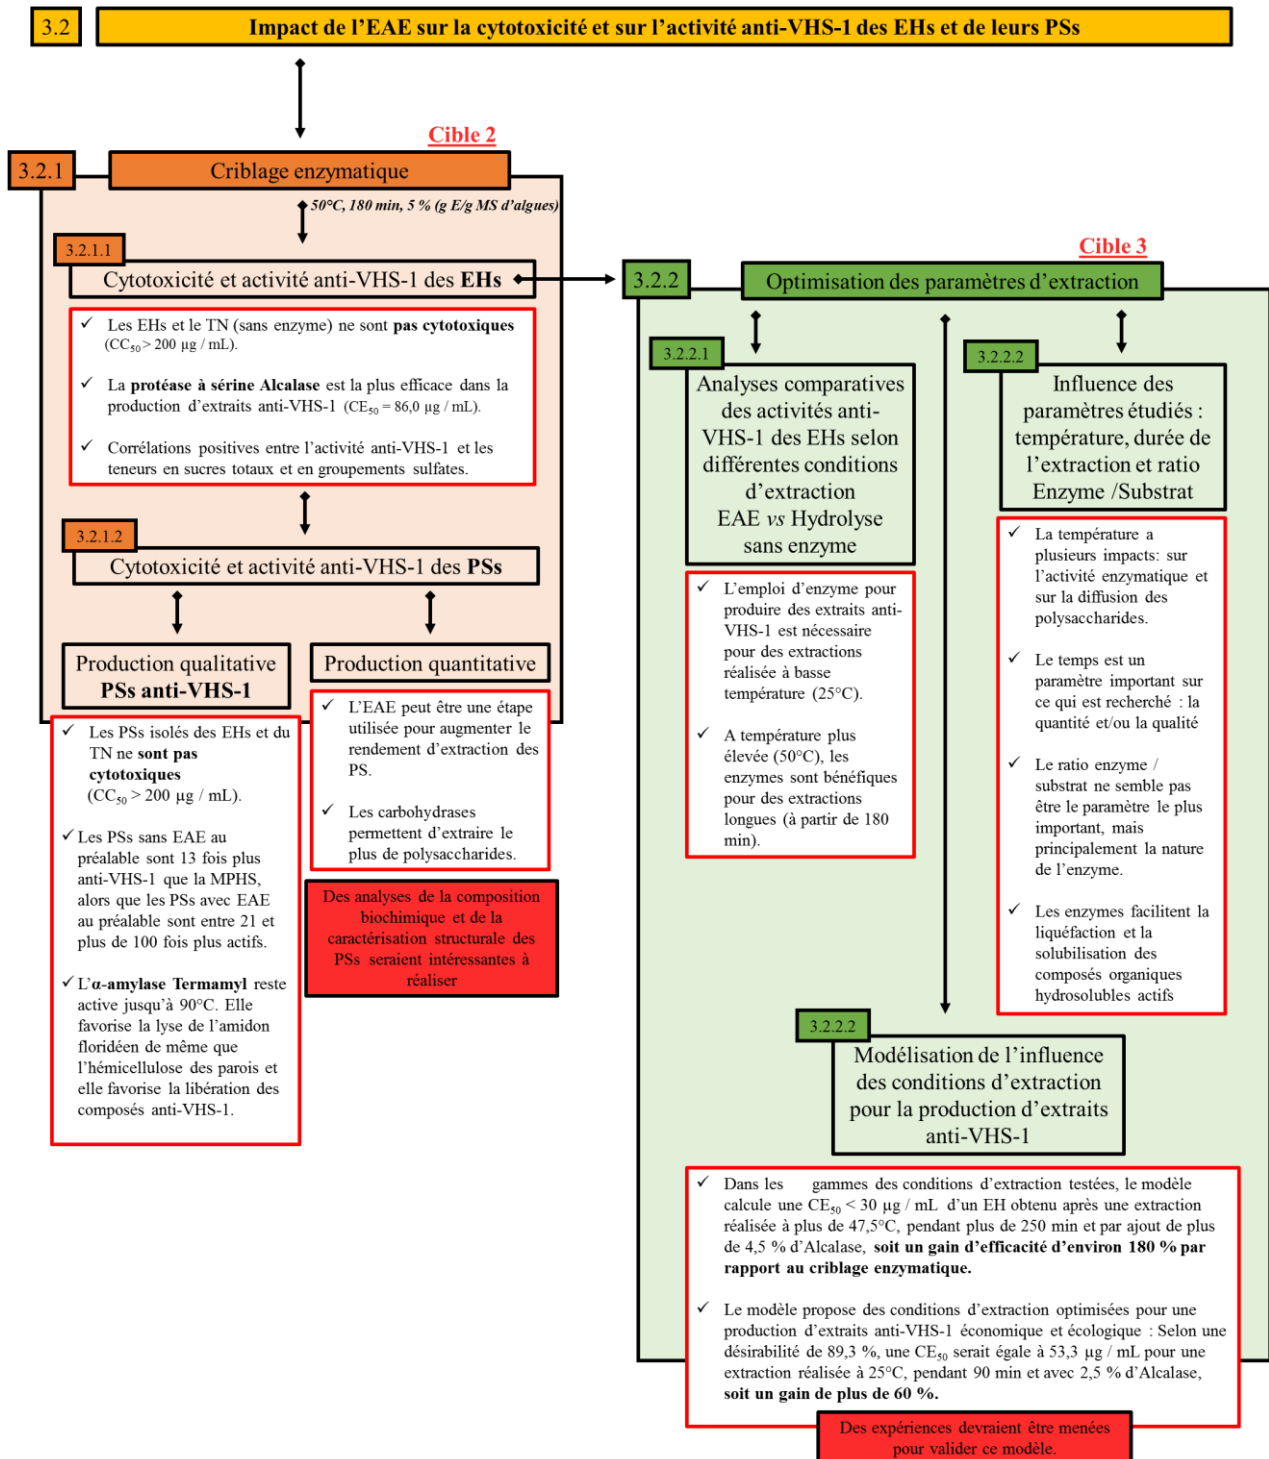 3.2
Impact de l'EAE sur la cytotoxicité et sur l'activité anti-VHS-1 des EHs et de leurs PSs
Cible 2
3.2.1
Criblage enzymatique
50°C, 180 min, 5 % (g E/g MS d'algues)
3.2.1.1
Cytotoxicité et activité anti-VHS-1 des EHs
✓ Les EHs et le TN (sans enzyme) ne sont pas cytotoxiques
(CC₅₀ > 200 µg / mL).
✓ La protéase à sérine Alcalase est la plus efficace dans la
production d'extraits anti-VHS-1 (CE₅₀ = 86,0 µg / mL).
✓ Corrélations positives entre l'activité anti-VHS-1 et les
teneurs en sucres totaux et en groupements sulfates.
3.2.1.2
Cytotoxicité et activité anti-VHS-1 des PSs
Production qualitative
PSs anti-VHS-1
✓ Les PSs isolés des EHs et du
TN ne sont pas
cytotoxiques
(CC₅₀ > 200 µg / mL).
✓ Les PSs sans EAE au
préalable sont 13 fois plus
anti-VHS-1 que la MPHS,
alors que les PSs avec EAE
au préalable sont entre 21 et
plus de 100 fois plus actifs.
✓ L'α-amylase Termamyl reste
active jusqu'à 90°C. Elle
favorise la lyse de l'amidon
floridéen de même que
l'hémicellulose des parois et
elle favorise la libération des
composés anti-VHS-1.
Production quantitative
✓ L'EAE peut être une étape
utilisée pour augmenter le
rendement d'extraction des
PS.
✓ Les carbohydrases
permettent d'extraire le
plus de polysaccharides.
Des analyses de la composition
biochimique et de la
caractérisation structurale des
PSs seraient intéressantes à
réaliser
Cible 3
3.2.2
Optimisation des paramètres d'extraction
3.2.2.1
Analyses comparatives
des activités anti-
VHS-1 des EHs selon
différentes conditions
d'extraction
EAE vs Hydrolyse
sans enzyme
✓ L'emploi d'enzyme pour
produire des extraits anti-
VHS-1 est nécessaire
pour des extractions
réalisée à basse
température (25°C).
✓ A température plus
élevée (50°C), les
enzymes sont bénéfiques
pour des extractions
longues (à partir de 180
min).
3.2.2.2
Influence des
paramètres étudiés :
température, durée de
l'extraction et ratio
Enzyme /Substrat
✓ La température a
plusieurs impacts: sur
l'activité enzymatique et
sur la diffusion des
polysaccharides.
✓ Le temps est un
paramètre important sur
ce qui est recherché : la
quantité et/ou la qualité
✓ Le ratio enzyme /
substrat ne semble pas
être le paramètre le plus
important, mais
principalement la nature
de l'enzyme.
✓ Les enzymes facilitent la
liquéfaction et la
solubilisation des
composés organiques
hydrosolubles actifs
3.2.2.2
Modélisation de l'influence
des conditions d'extraction
pour la production d'extraits
anti-VHS-1
✓ Dans les gammes des conditions d'extraction testées, le modèle
calcule une CE₅₀ < 30 µg / mL d'un EH obtenu après une extraction
réalisée à plus de 47,5°C, pendant plus de 250 min et par ajout de plus
de 4,5 % d'Alcalase, soit un gain d'efficacité d'environ 180 % par
rapport au criblage enzymatique.
✓ Le modèle propose des conditions d'extraction optimisées pour une
production d'extraits anti-VHS-1 économique et écologique : Selon une
désirabilité de 89,3 %, une CE₅₀ serait égale à 53,3 µg / mL pour une
extraction réalisée à 25°C, pendant 90 min et avec 2,5 % d'Alcalase,
soit un gain de plus de 60 %.
Des expériences devraient être menées
pour valider ce modèle.